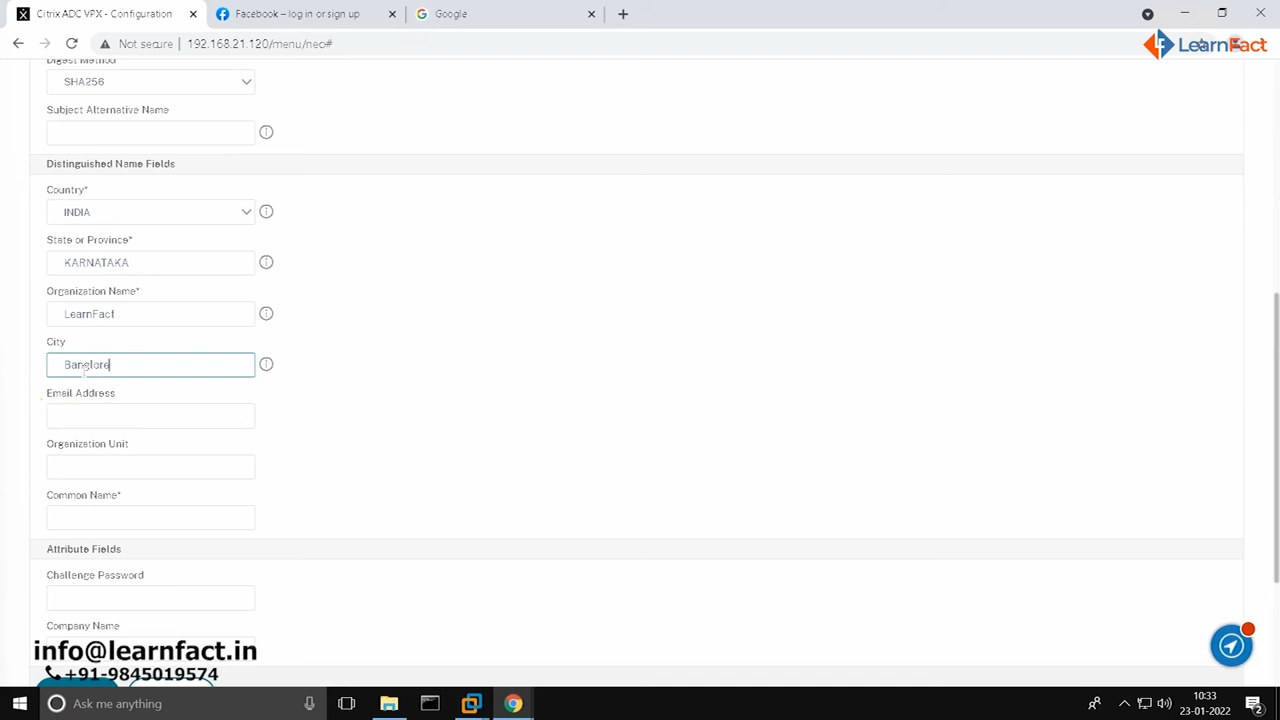 Citrix ADC VPX - Configuration
Facebook – log in or sign up
Google
Not secure
192.168.21.120/menu/neo#
LearnFact
Digest Method
SHA256
Subject Alternative Name
Distinguished Name Fields
Country*
INDIA
State or Province*
KARNATAKA
Organization Name*
LearnFact
City
Banglore
Email Address
Organization Unit
Common Name*
Attribute Fields
Challenge Password
Company Name
info@learnfact.in
+91-9845019574
Ask me anything
10:33
23-01-2022
2